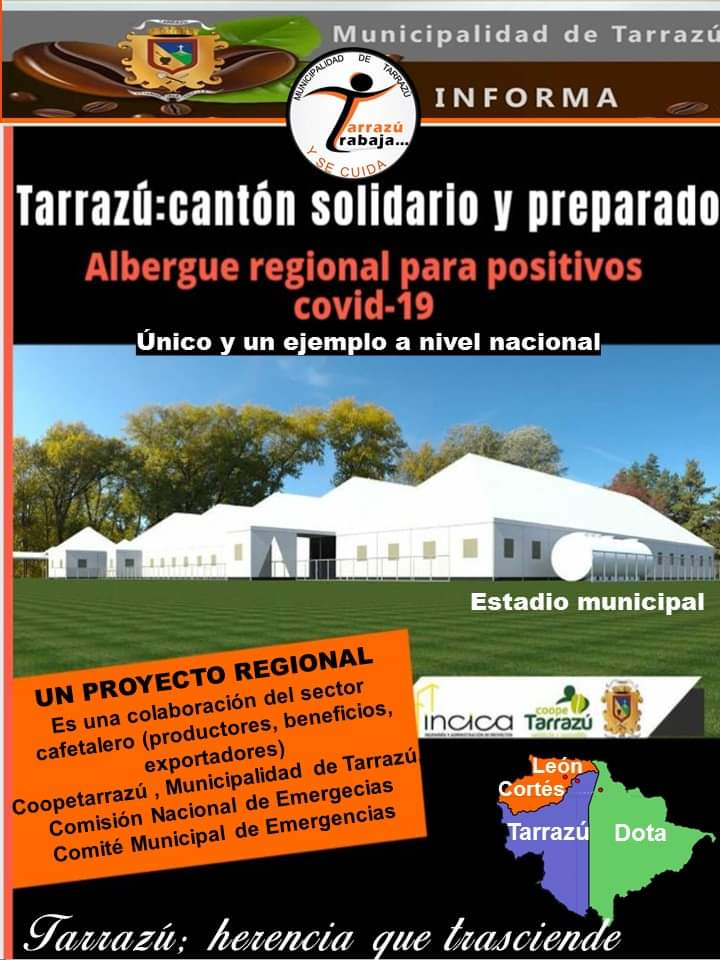 Municipalidad de Tarrazú
INFORMA
MUNICIPALIDAD DE TARRAZÚ
Tarrazú
Trabaja...
Y SE CUIDA
Tarrazú:cantón solidario y preparado
Albergue regional para positivos
covid-19
Único y un ejemplo a nivel nacional
Estadio municipal
UN PROYECTO REGIONAL
Es una colaboración del sector
cafetalero (productores, beneficios,
exportadores)
Coopetarrazú , Municipalidad de Tarrazú,
Comisión Nacional de Emergecias
Comité Municipal de Emergencias
incica
coope
Tarrazú
León
Cortés
Tarrazú
Dota
Tarrazú; herencia que trasciende